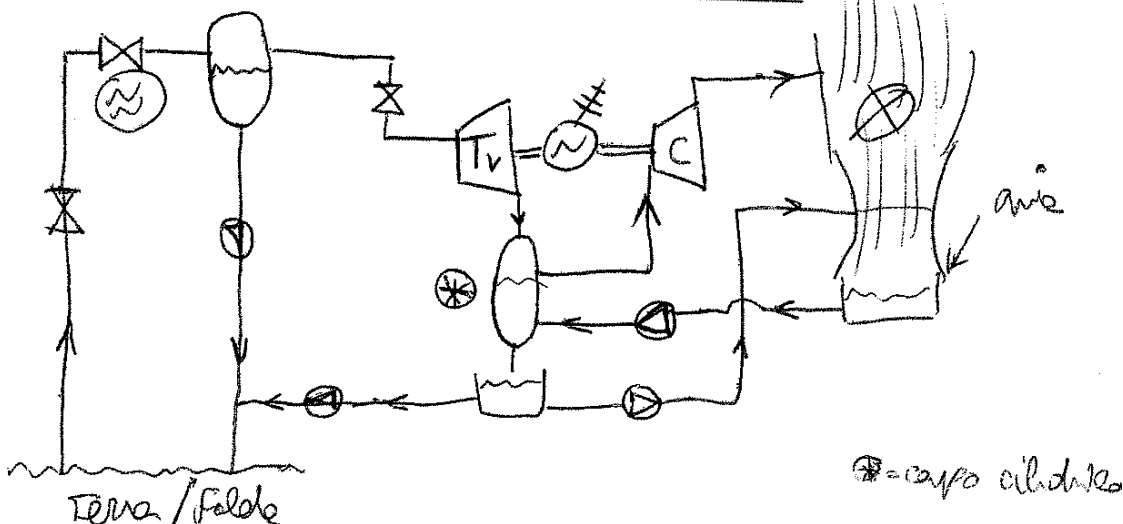 Tv
C
aria
Terra / falda
= corpo cilindrico